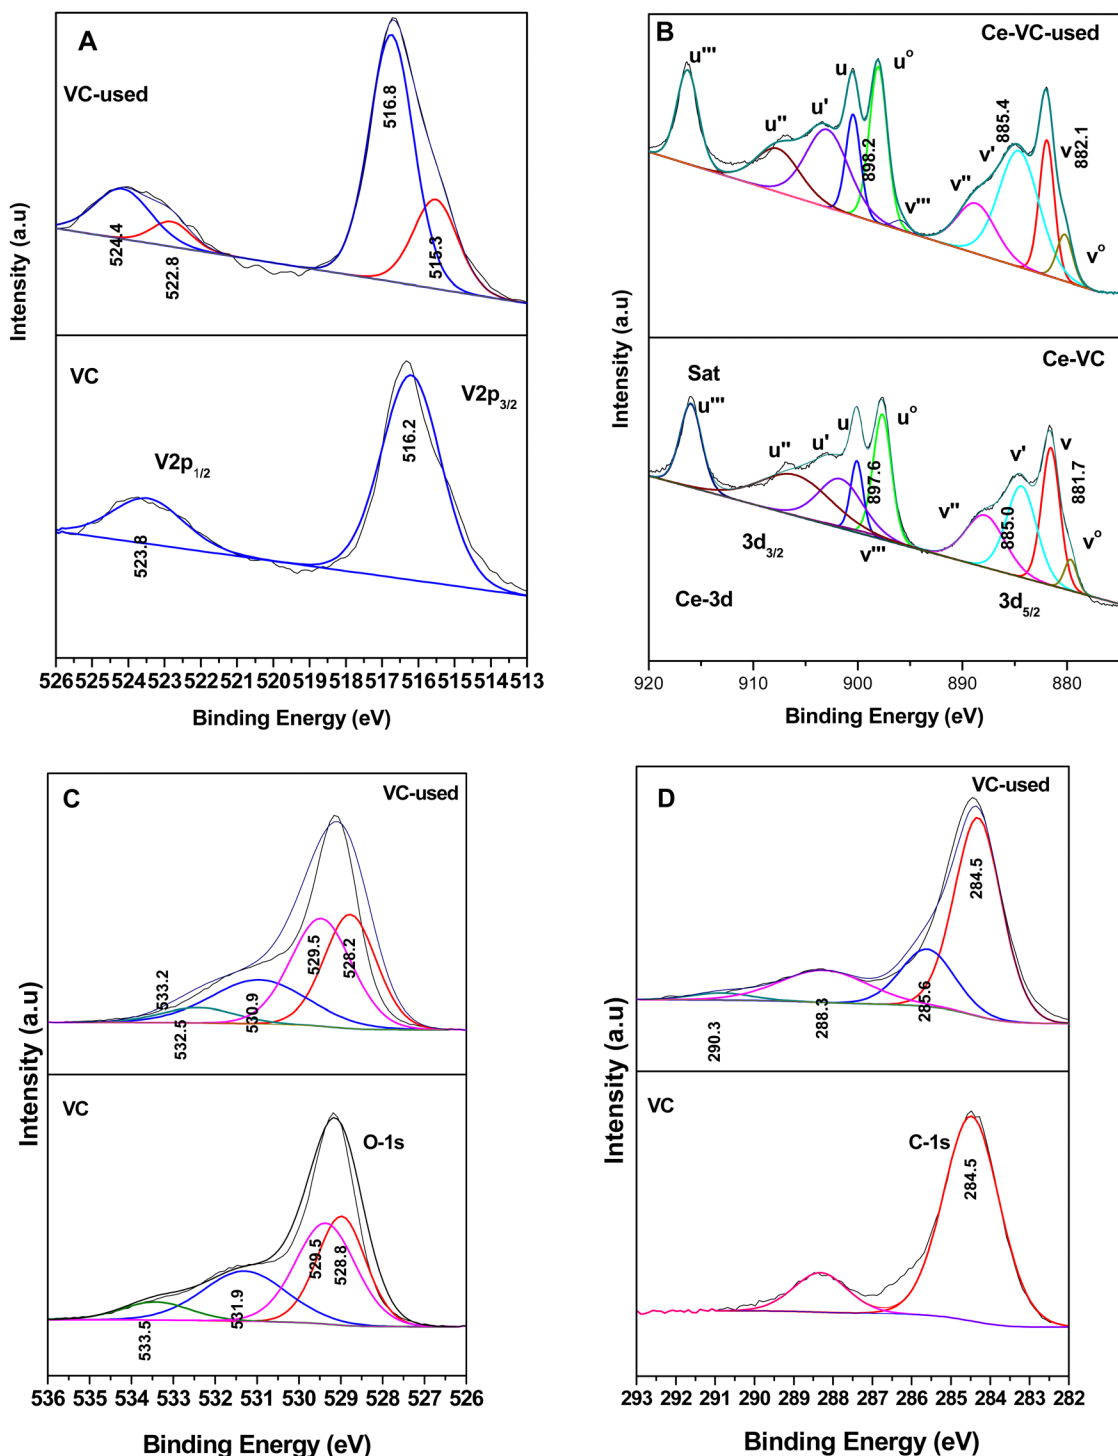 A
VC-used
516.8
524.4
522.8
515.3
VC
V2p3/2
V2p1/2
516.2
523.8
526 525 524 523 522 521 520 519 518 517 516 515 514 513
Binding Energy (eV)
Intensity (a.u)
B
Ce-VC-used
u'''
u''
u'
u
u°
898.2
v'''
v''
v'
885.4
v
882.1
v°
Ce-VC
Sat
u'''
u''
u'
u
u°
897.6
v'''
v''
v'
885.0
v
881.7
v°
3d3/2
3d5/2
Ce-3d
920 910 900 890 880
Binding Energy (eV)
Intensity (a.u)
Intensity (a.u)
C
VC-used
533.2
532.5
530.9
529.5
528.2
VC
O-1s
533.5
531.9
529.5
528.8
536 535 534 533 532 531 530 529 528 527 526
Binding Energy (eV)
Intensity (a.u)
D
VC-used
284.5
285.6
288.3
290.3
VC
C-1s
284.5
293 292 291 290 289 288 287 286 285 284 283 282
Binding Energy (eV)
Intensity (a.u)